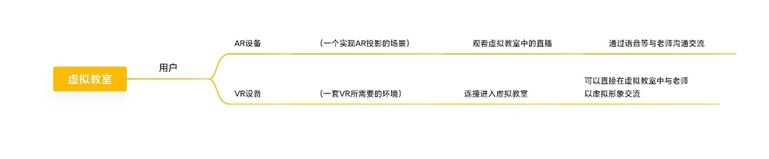 虚拟教室
用户
AR设备 （一个实现AR投影的场景） 观看虚拟教室中的直播 通过语音等与老师沟通交流
VR设备 （一套VR所需要的环境） 连接进入虚拟教室 可以直接在虚拟教室中与老师
以虚拟形象交流